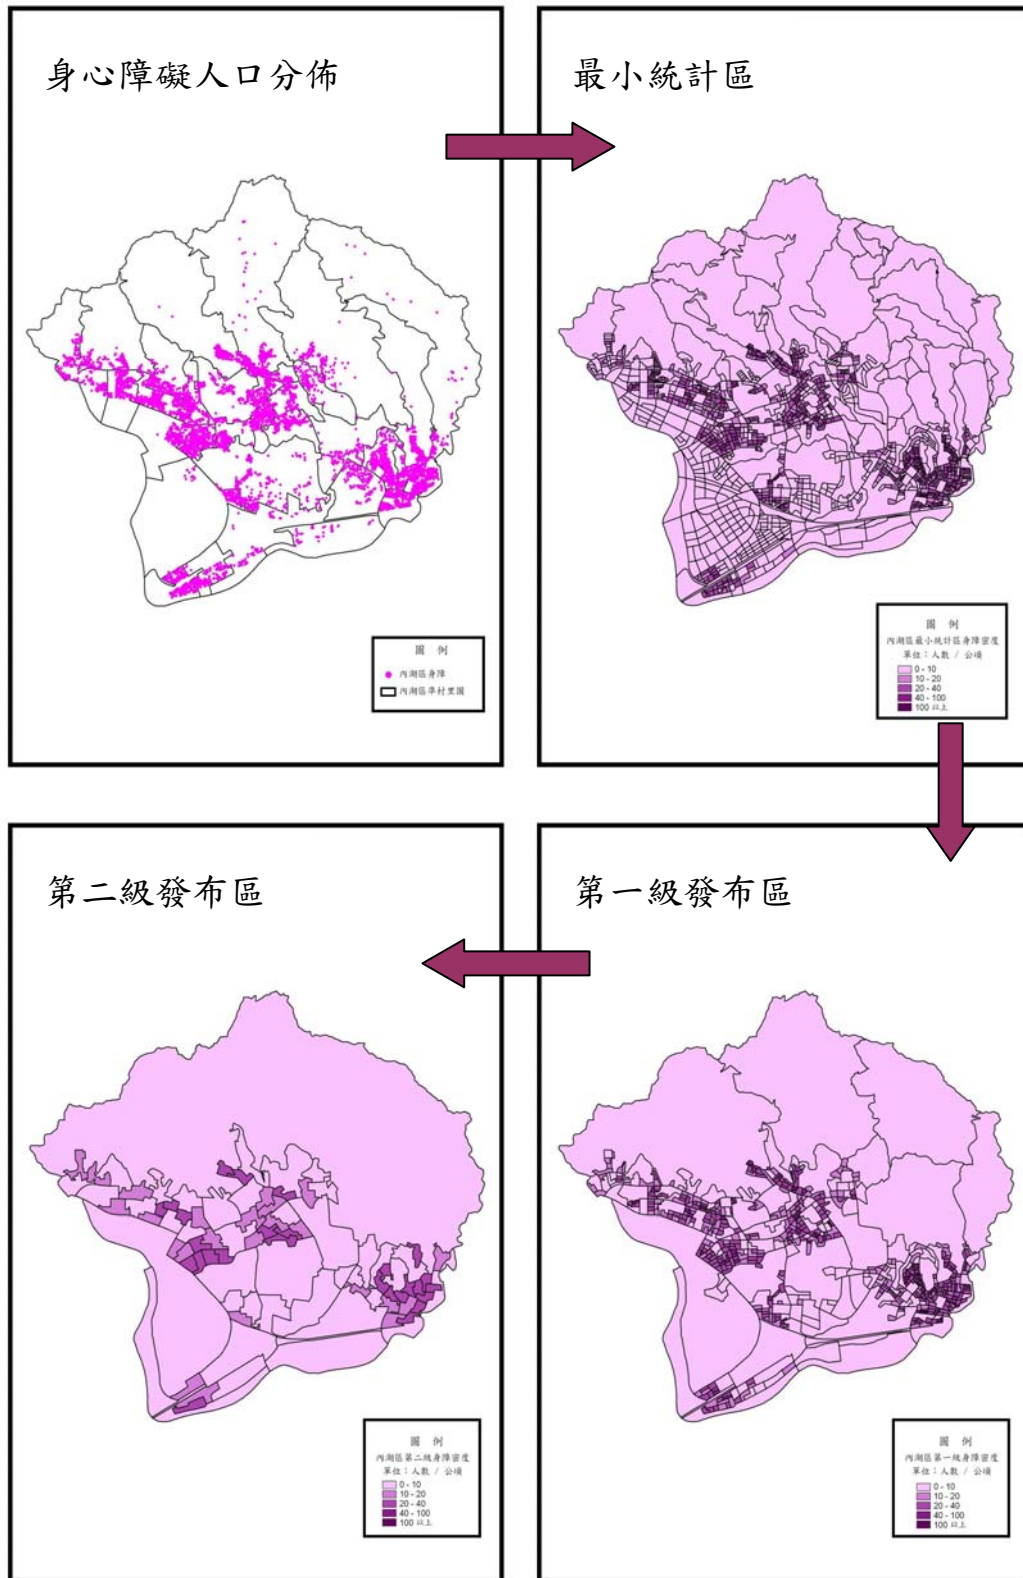 身心障礙人口分佈
圖 例
內湖區身障
內湖區準村里圖
最小統計區
圖 例
內湖區最小統計區身障密度
單位：人數 / 公頃
0 - 10
10 - 20
20 - 40
40 - 100
100 以上
第二級發布區
圖 例
內湖區第二級身障密度
單位：人數 / 公頃
0 - 10
10 - 20
20 - 40
40 - 100
100 以上
第一級發布區
圖 例
內湖區第一級身障密度
單位：人數 / 公頃
0 - 10
10 - 20
20 - 40
40 - 100
100 以上